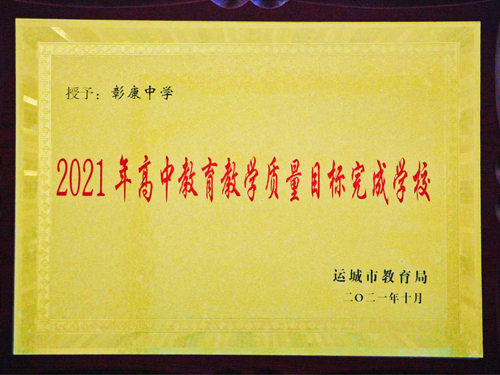 授予：彰康中学
2021年高中教育教学质量目标完成学校
运城市教育局
二〇二一年十月